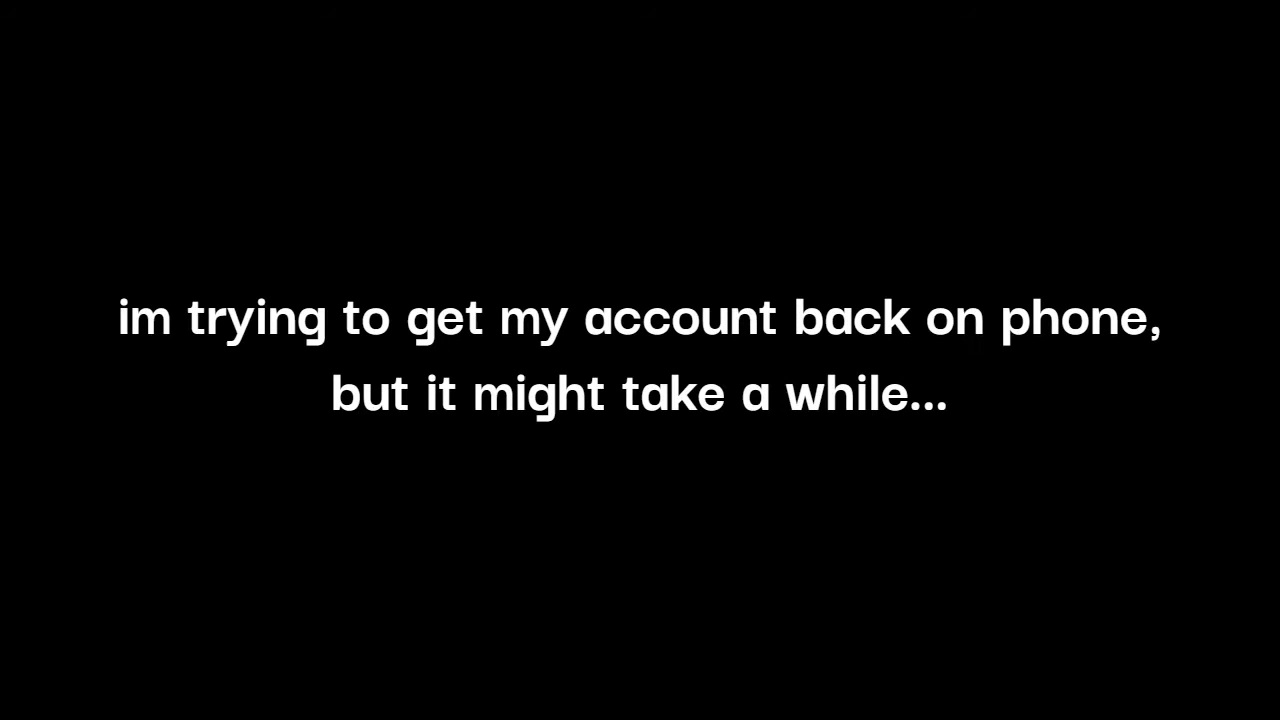 im trying to get my account back on phone,
but it might take a while...